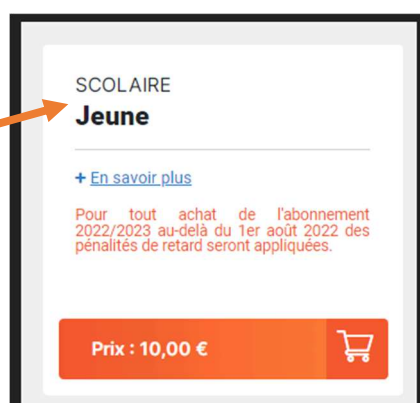 SCOLAIRE
Jeune
+ En savoir plus
Pour tout achat de l'abonnement
2022/2023 au-delà du 1er août 2022 des
pénalités de retard seront appliquées.
Prix : 10,00 €